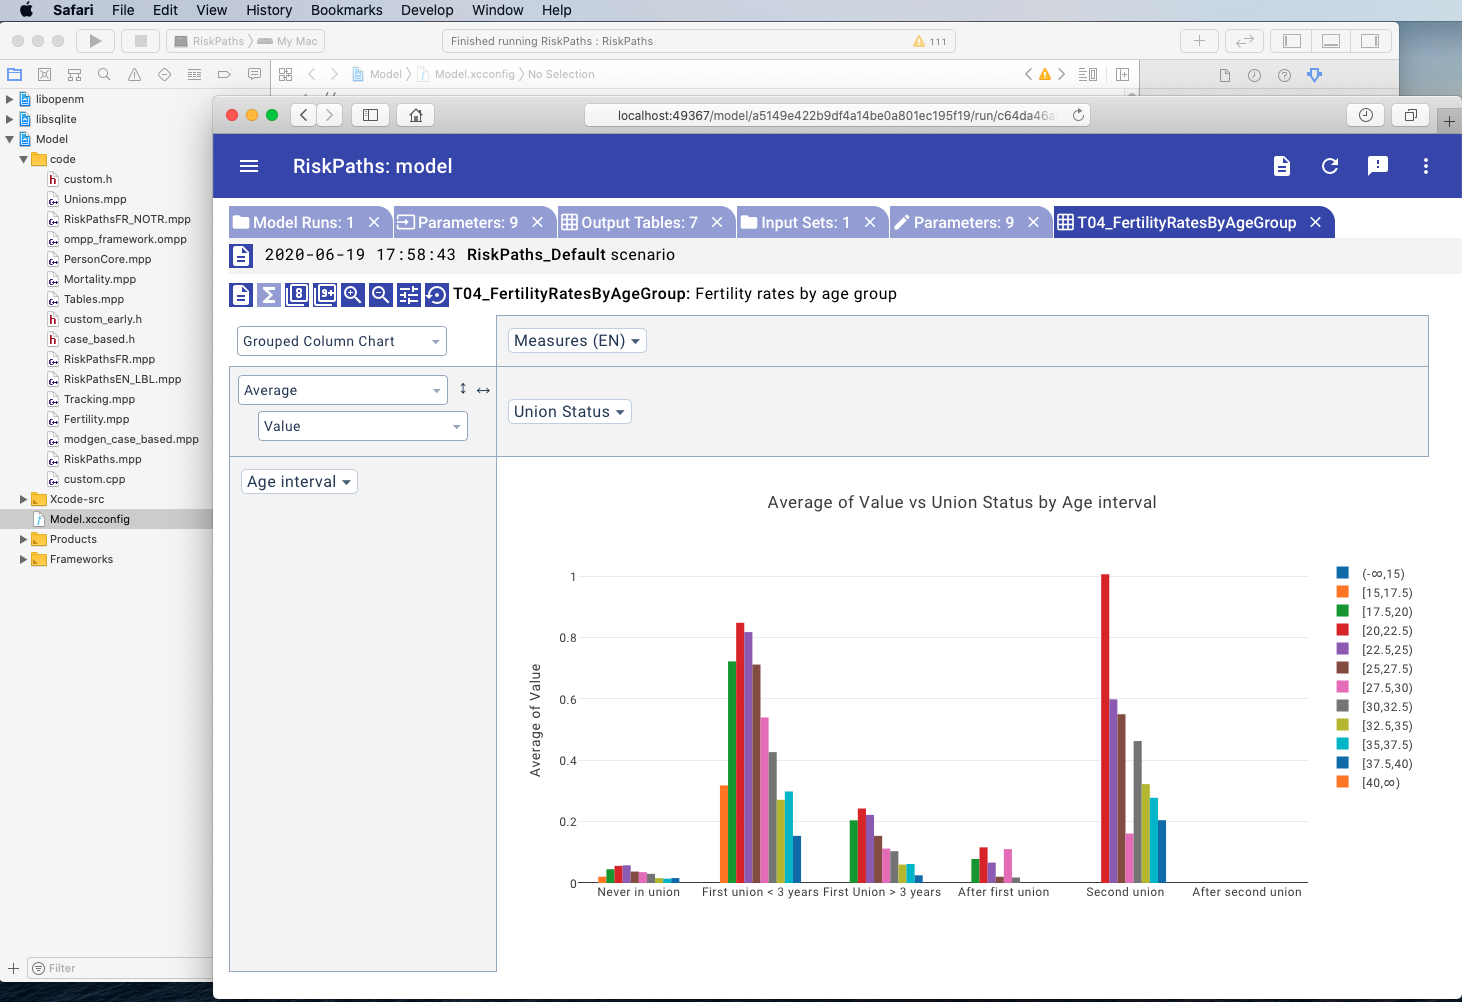 Safari File Edit View History Bookmarks Develop Window Help
RiskPaths My Mac
Finished running RiskPaths : RiskPaths
111
Model Model.xcconfig No Selection
//
libopenm
libsqlite
Model
code
custom.h
Unions.mpp
RiskPathsFR_NOTR.mpp
ompp_framework.ompp
PersonCore.mpp
Mortality.mpp
Tables.mpp
custom_early.h
case_based.h
RiskPathsFR.mpp
RiskPathsEN_LBL.mpp
Tracking.mpp
Fertility.mpp
modgen_case_based.mpp
RiskPaths.mpp
custom.cpp
Xcode-src
Model.xcconfig
Products
Frameworks
Filter
localhost:49367/model/a5149e422b9df4a14be0a801ec195f19/run/c64da46a
RiskPaths: model
Model Runs: 1 Parameters: 9 Output Tables: 7 Input Sets: 1 Parameters: 9 T04_FertilityRatesByAgeGroup
2020-06-19 17:58:43 RiskPaths_Default scenario
Σ 8 9+ T04_FertilityRatesByAgeGroup: Fertility rates by age group
Grouped Column Chart
Measures (EN)
Average
Value
Union Status
Age interval
Average of Value vs Union Status by Age interval
Average of Value
1
0.8
0.6
0.4
0.2
0
Never in union
First union < 3 years
First Union > 3 years
After first union
Second union
After second union
(-∞,15)
[15,17.5)
[17.5,20)
[20,22.5)
[22.5,25)
[25,27.5)
[27.5,30)
[30,32.5)
[32.5,35)
[35,37.5)
[37.5,40)
[40,∞)